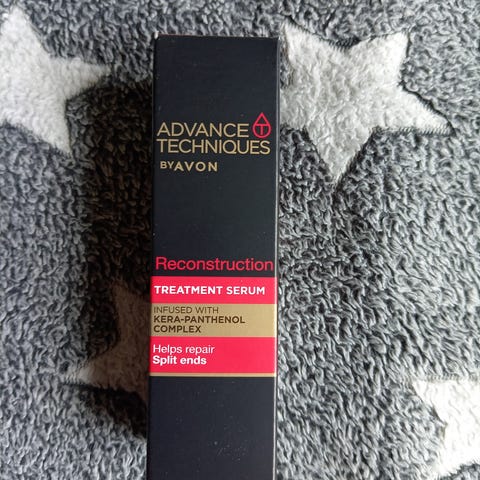 ADVANCE
TECHNIQUES
BY AVON
Reconstruction
TREATMENT SERUM
INFUSED WITH
KERA-PANTHENOL
COMPLEX
Helps repair
Split ends